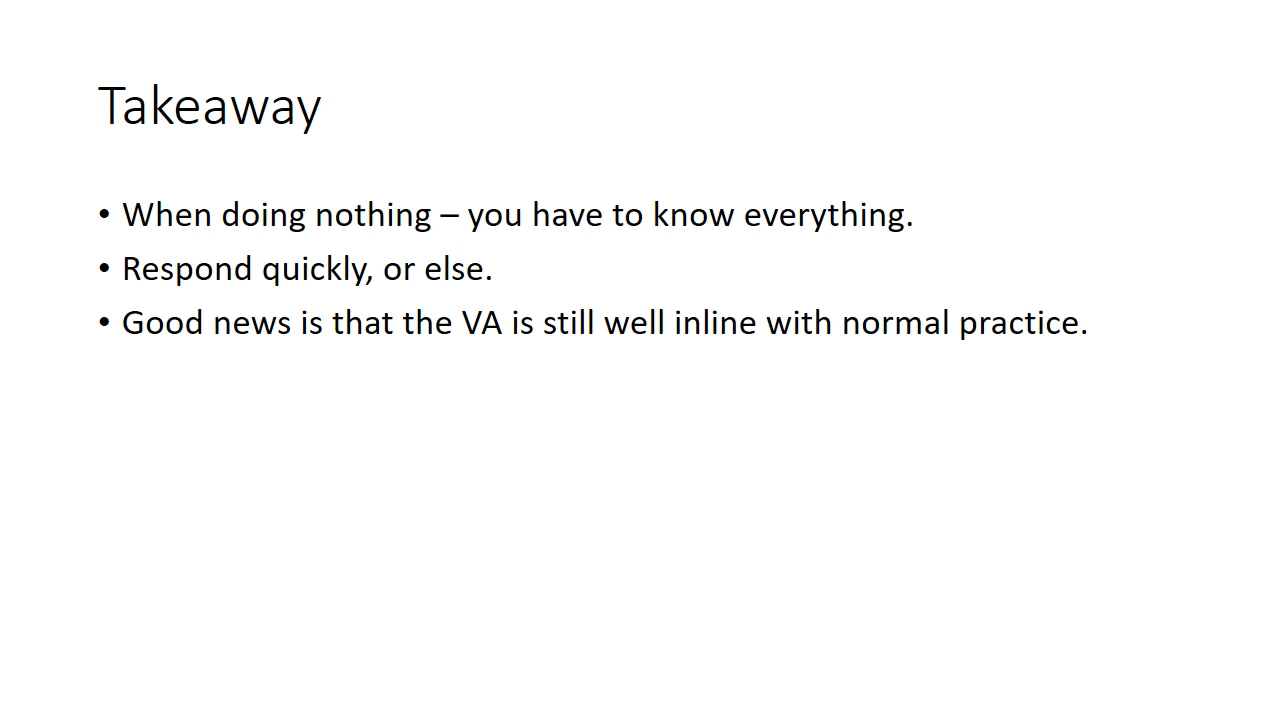 Takeaway
• When doing nothing – you have to know everything.
• Respond quickly, or else.
• Good news is that the VA is still well inline with normal practice.